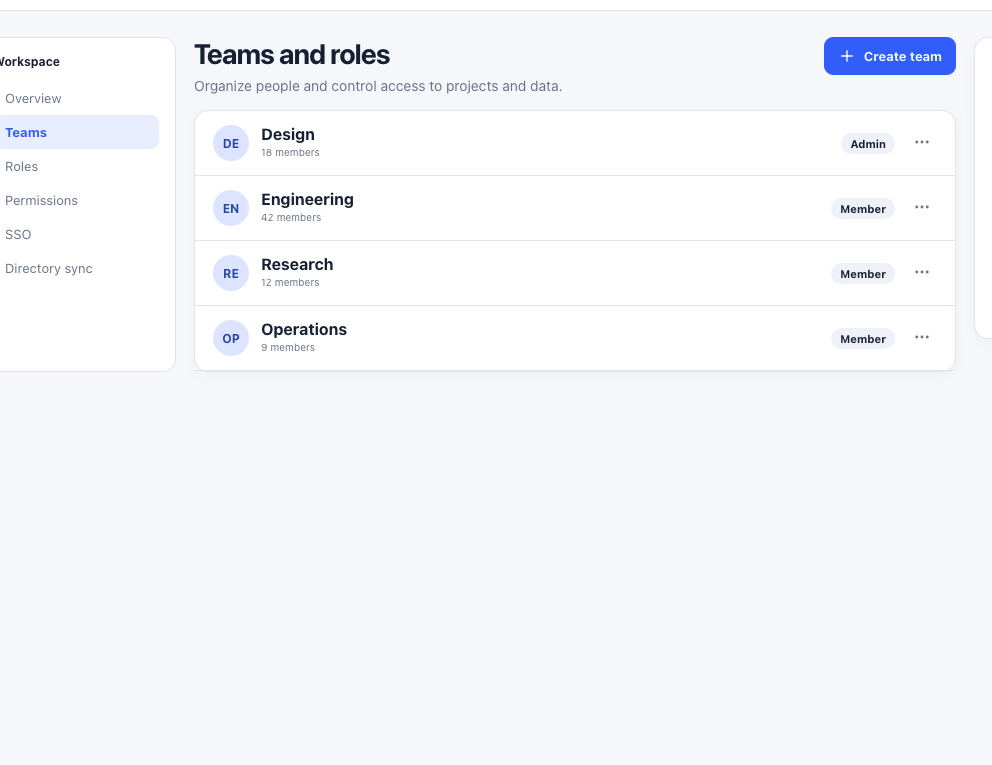 Workspace
Overview
Teams
Roles
Permissions
SSO
Directory sync
Teams and roles
Organize people and control access to projects and data.
Create team
DE
Design
18 members
Admin
EN
Engineering
42 members
Member
RE
Research
12 members
Member
OP
Operations
9 members
Member